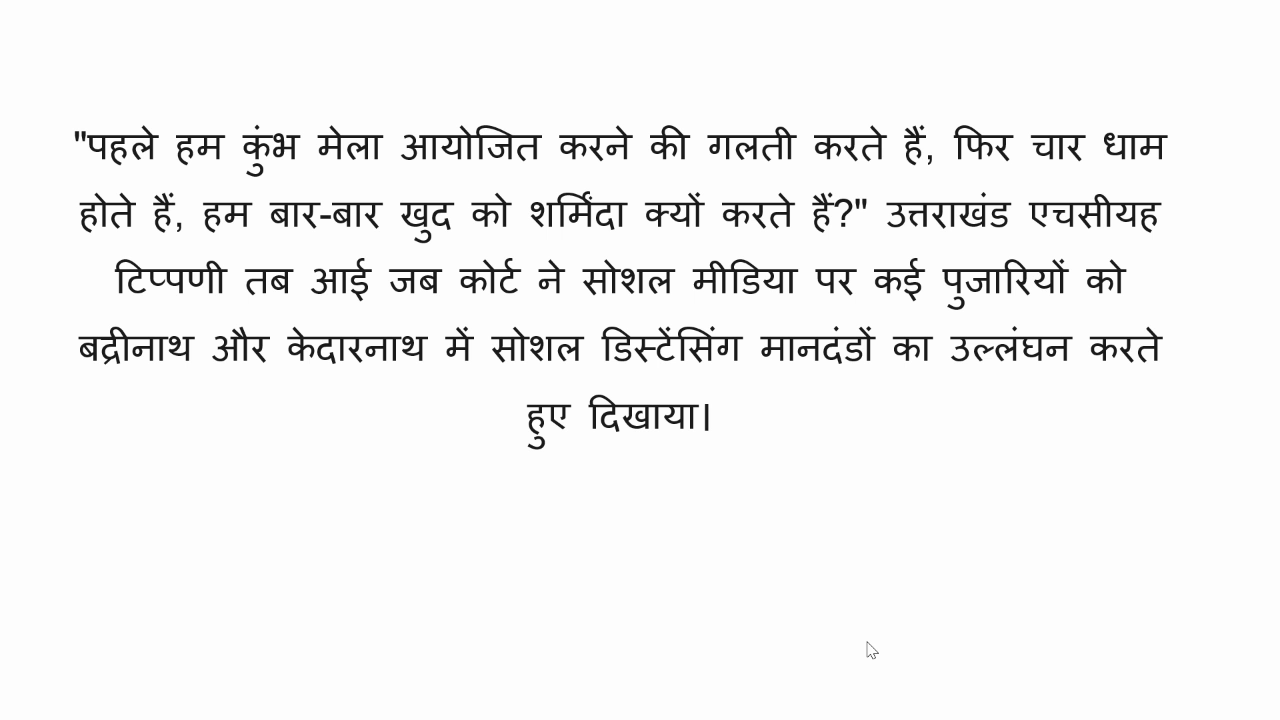 "पहले हम कुंभ मेला आयोजित करने की गलती करते हैं, फिर चार धाम
होते हैं, हम बार-बार खुद को शर्मिंदा क्यों करते हैं?" उत्तराखंड एचसीयह
टिप्पणी तब आई जब कोर्ट ने सोशल मीडिया पर कई पुजारियों को
बद्रीनाथ और केदारनाथ में सोशल डिस्टेंसिंग मानदंडों का उल्लंघन करते
हुए दिखाया।